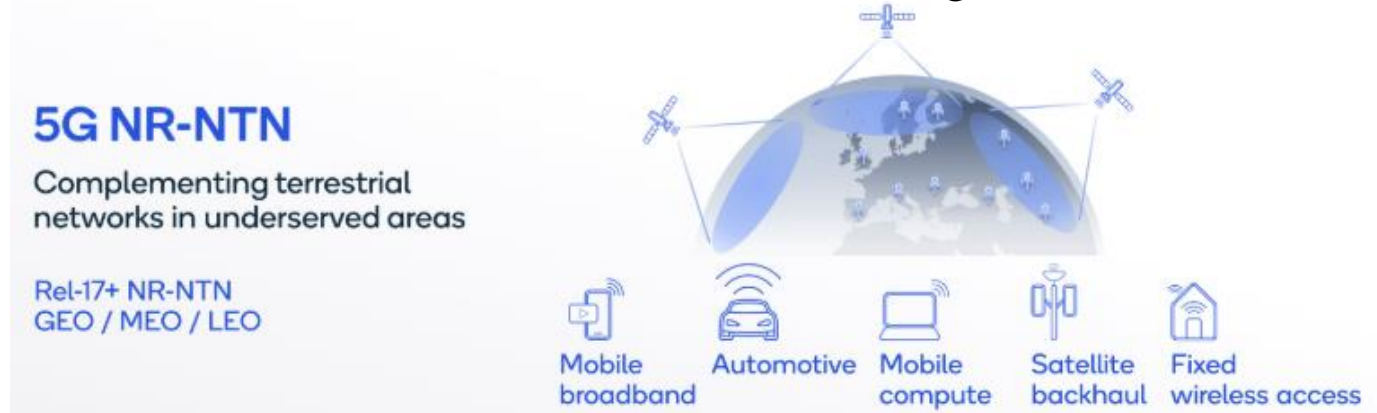 5G NR-NTN
Complementing terrestrial
networks in underserved areas
Rel-17+ NR-NTN
GEO / MEO / LEO
Mobile
broadband
Automotive
Mobile
compute
Satellite
backhaul
Fixed
wireless access